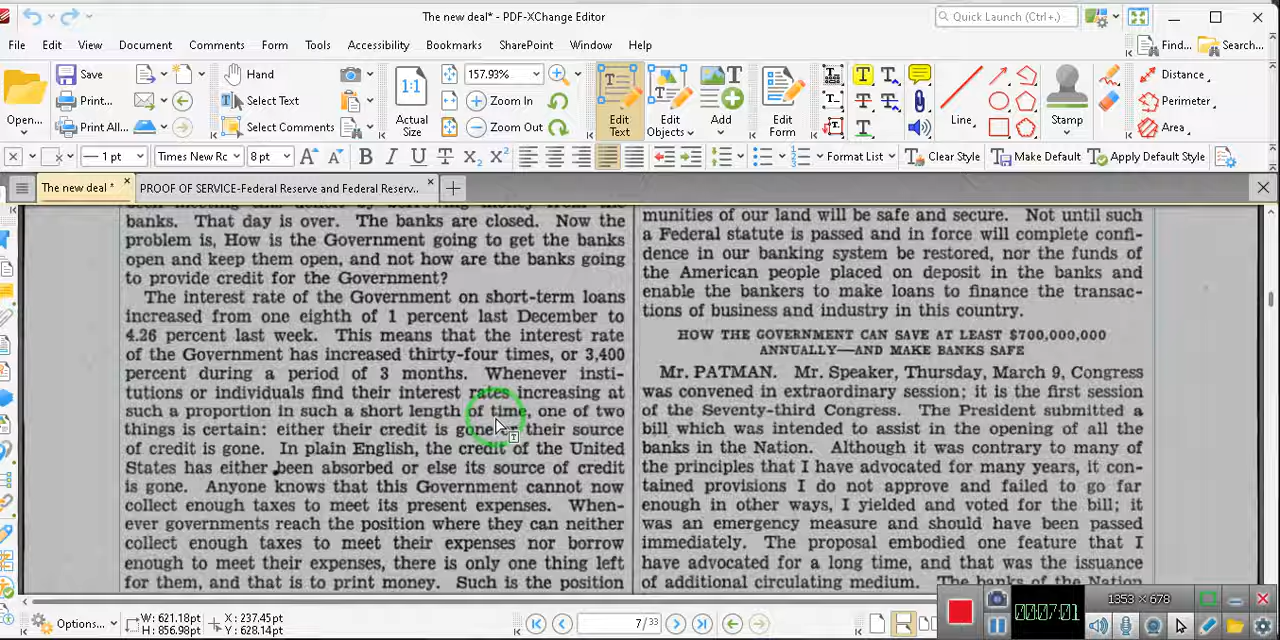 The new deal* - PDF-XChange Editor
Quick Launch (Ctrl+.)
File Edit View Document Comments Form Tools Accessibility Bookmarks SharePoint Window Help
Find...
Search...
Open...
Save
Print...
Print All...
Hand
Select Text
Select Comments
1:1
Actual Size
157.93%
Zoom In
Zoom Out
Edit Text
Edit Objects
Add
Edit Form
Line
Stamp
Distance
Perimeter
Area
1 pt
Times New Ro
8 pt
Format List
Clear Style
Make Default
Apply Default Style
The new deal *
PROOF OF SERVICE-Federal Reserve and Federal Reserv...
banks. That day is over. The banks are closed. Now the
problem is, How is the Government going to get the banks
open and keep them open, and not how are the banks going
to provide credit for the Government?
The interest rate of the Government on short-term loans
increased from one eighth of 1 percent last December to
4.26 percent last week. This means that the interest rate
of the Government has increased thirty-four times, or 3,400
percent during a period of 3 months. Whenever insti-
tutions or individuals find their interest rates increasing at
such a proportion in such a short length of time, one of two
things is certain: either their credit is gone or their source
of credit is gone. In plain English, the credit of the United
States has either been absorbed or else its source of credit
is gone. Anyone knows that this Government cannot now
collect enough taxes to meet its present expenses. When-
ever governments reach the position where they can neither
collect enough taxes to meet their expenses nor borrow
enough to meet their expenses, there is only one thing left
for them, and that is to print money. Such is the position
munities of our land will be safe and secure. Not until such
a Federal statute is passed and in force will complete confi-
dence in our banking system be restored, nor the funds of
the American people placed on deposit in the banks and
enable the bankers to make loans to finance the transac-
tions of business and industry in this country.
HOW THE GOVERNMENT CAN SAVE AT LEAST $700,000,000
ANNUALLY—AND MAKE BANKS SAFE
Mr. PATMAN. Mr. Speaker, Thursday, March 9, Congress
was convened in extraordinary session; it is the first session
of the Seventy-third Congress. The President submitted a
bill which was intended to assist in the opening of all the
banks in the Nation. Although it was contrary to many of
the principles that I have advocated for many years, it con-
tained provisions I do not approve and failed to go far
enough in other ways, I yielded and voted for the bill; it
was an emergency measure and should have been passed
immediately. The proposal embodied one feature that I
have advocated for a long time, and that was the issuance
of additional circulating medium. The banks of the Nation
Options...
W: 621.18pt
H: 856.98pt
X: 237.45pt
Y: 628.14pt
7 / 33
00:07:01
1353 × 678